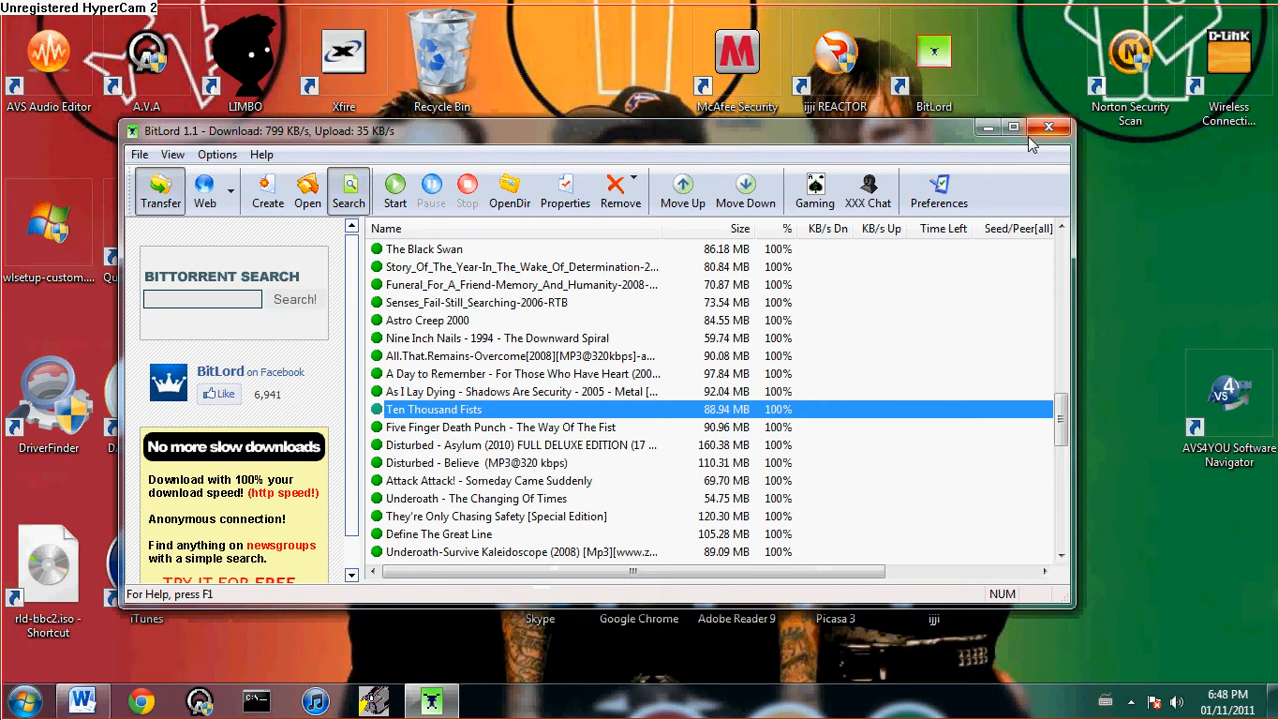 Unregistered HyperCam 2
AVS Audio Editor
A.V.A
LIMBO
Xfire
Recycle Bin
McAfee Security
ijji REACTOR
BitLord
Norton Security
Scan
D-Link
Wireless
Connecti...
BitLord 1.1 - Download: 799 KB/s, Upload: 35 KB/s
File View Options Help
Transfer Web Create Open Search Start Pause Stop OpenDir Properties Remove Move Up Move Down Gaming XXX Chat Preferences
Name Size % KB/s Dn KB/s Up Time Left Seed/Peer[all]
The Black Swan 86.18 MB 100%
Story_Of_The_Year-In_The_Wake_Of_Determination-2... 80.84 MB 100%
Funeral_For_A_Friend-Memory_And_Humanity-2008-... 70.87 MB 100%
Senses_Fail-Still_Searching-2006-RTB 73.54 MB 100%
Astro Creep 2000 84.55 MB 100%
Nine Inch Nails - 1994 - The Downward Spiral 59.74 MB 100%
All.That.Remains-Overcome[2008][MP3@320kbps]-a... 90.08 MB 100%
A Day to Remember - For Those Who Have Heart (200... 97.84 MB 100%
As I Lay Dying - Shadows Are Security - 2005 - Metal [... 92.04 MB 100%
Ten Thousand Fists 88.94 MB 100%
Five Finger Death Punch - The Way Of The Fist 90.96 MB 100%
Disturbed - Asylum (2010) FULL DELUXE EDITION (17 ... 160.38 MB 100%
Disturbed - Believe (MP3@320 kbps) 110.31 MB 100%
Attack Attack! - Someday Came Suddenly 69.70 MB 100%
Underoath - The Changing Of Times 54.75 MB 100%
They're Only Chasing Safety [Special Edition] 120.30 MB 100%
Define The Great Line 105.28 MB 100%
Underoath-Survive Kaleidoscope (2008) [Mp3][www.z... 89.09 MB 100%
BITTORRENT SEARCH
Search!
BitLord on Facebook
Like 6,941
No more slow downloads
Download with 100% your
download speed! (http speed!)
Anonymous connection!
Find anything on newsgroups
with a simple search.
TRY IT FOR FREE
For Help, press F1 NUM
wlsetup-custom....
DriverFinder
rld-bbc2.iso -
Shortcut
iTunes
Skype
Google Chrome
Adobe Reader 9
Picasa 3
ijji
AVS4YOU Software
Navigator
6:48 PM
01/11/2011